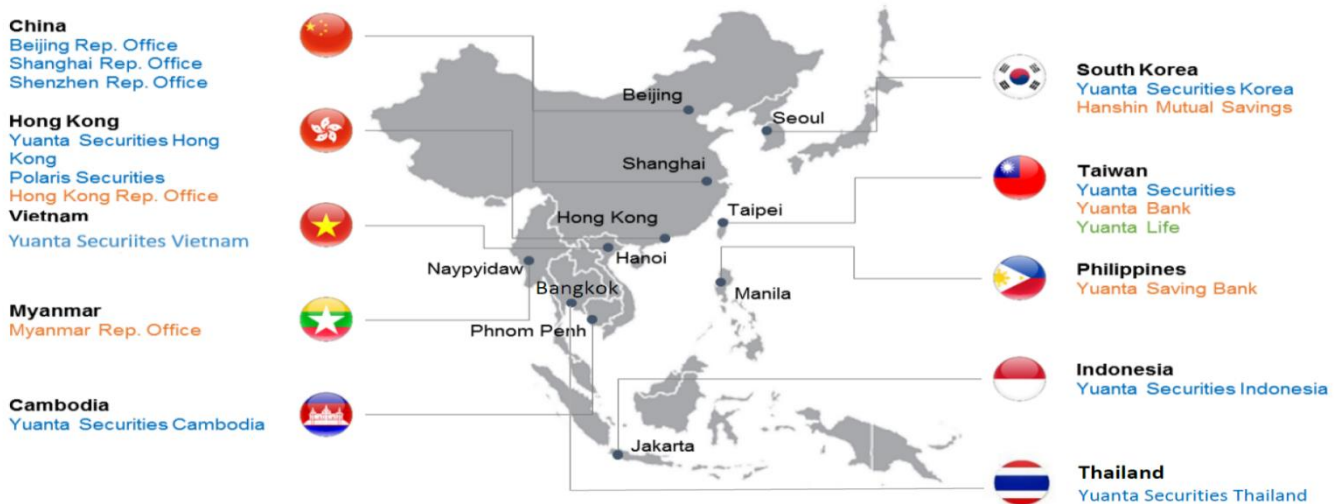 China
Beijing Rep. Office
Shanghai Rep. Office
Shenzhen Rep. Office
Hong Kong
Yuanta Securities Hong
Kong
Polaris Securities
Hong Kong Rep. Office
Vietnam
Yuanta Securiites Vietnam
Myanmar
Myanmar Rep. Office
Cambodia
Yuanta Securities Cambodia
Beijing
Seoul
Shanghai
Hong Kong
Taipei
Hanoi
Naypyidaw
Bangkok
Manila
Phnom Penh
Jakarta
South Korea
Yuanta Securities Korea
Hanshin Mutual Savings
Taiwan
Yuanta Securities
Yuanta Bank
Yuanta Life
Philippines
Yuanta Saving Bank
Indonesia
Yuanta Securities Indonesia
Thailand
Yuanta Securities Thailand